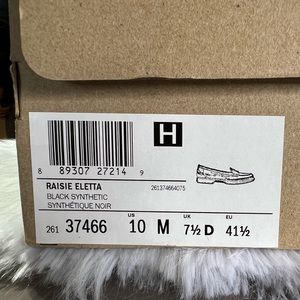 H
8 89307 27214 9
RAISIE ELETTA
261374664075
BLACK SYNTHETIC
SYNTHÉTIQUE NOIR
US UK EU
261 37466 10 M 7½ D 41½